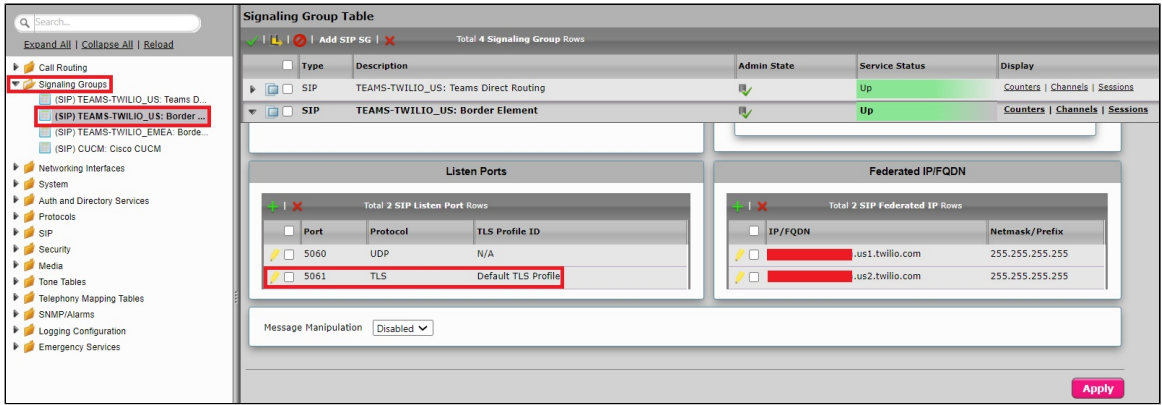 Search...
Expand All | Collapse All | Reload
Call Routing
Signaling Groups
(SIP) TEAMS-TWILIO_US: Teams D...
(SIP) TEAMS-TWILIO_US: Border ...
(SIP) TEAMS-TWILIO_EMEA: Borde...
(SIP) CUCM: Cisco CUCM
Networking Interfaces
System
Auth and Directory Services
Protocols
SIP
Security
Media
Tone Tables
Telephony Mapping Tables
SNMP/Alarms
Logging Configuration
Emergency Services
Signaling Group Table
| | | Add SIP SG | Total 4 Signaling Group Rows
Type Description Admin State Service Status Display
SIP TEAMS-TWILIO_US: Teams Direct Routing Up Counters | Channels | Sessions
SIP TEAMS-TWILIO_US: Border Element Up Counters | Channels | Sessions
Listen Ports
| Total 2 SIP Listen Port Rows
Port Protocol TLS Profile ID
5060 UDP N/A
5061 TLS Default TLS Profile
Federated IP/FQDN
| Total 2 SIP Federated IP Rows
IP/FQDN Netmask/Prefix
.us1.twilio.com 255.255.255.255
.us2.twilio.com 255.255.255.255
Message Manipulation Disabled
Apply